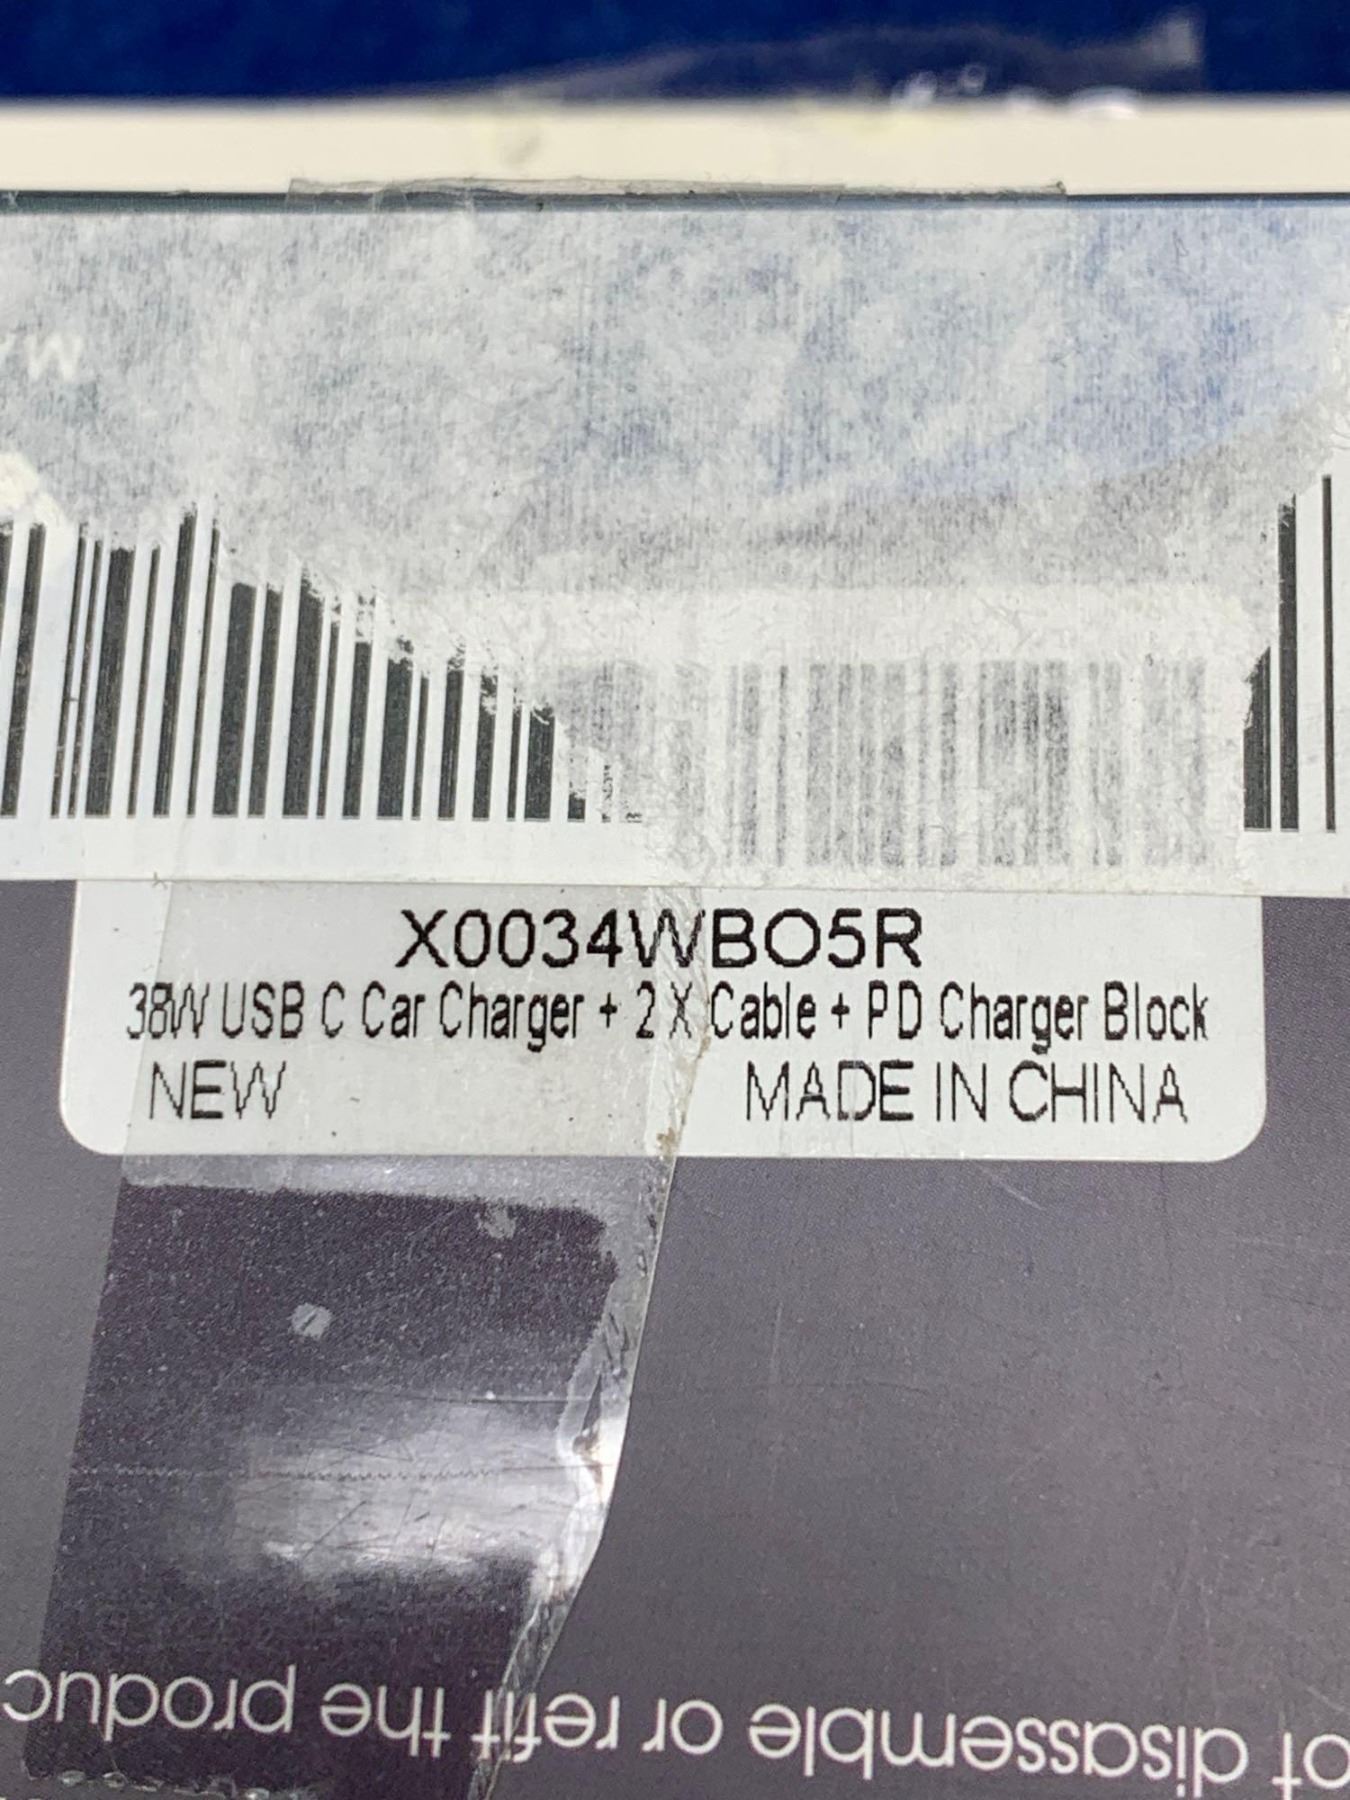 X0034WBO5R
38W USB C Car Charger + 2 X Cable + PD Charger Block
NEW MADE IN CHINA
ot disassemble or refit the produc